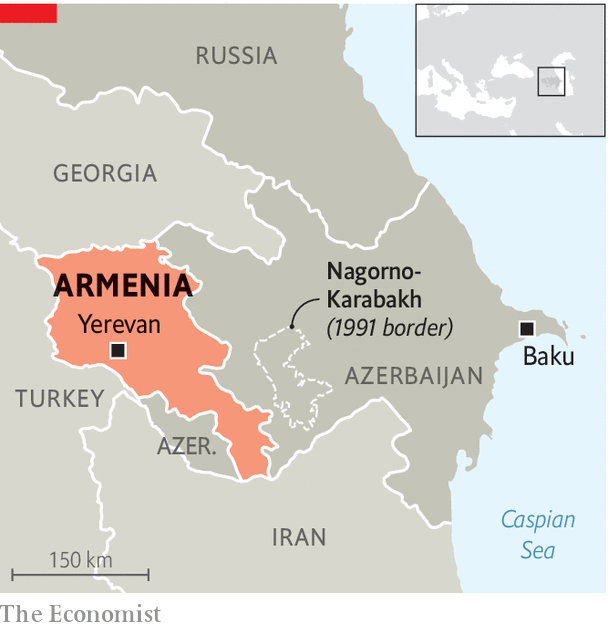 RUSSIA
GEORGIA
ARMENIA
Yerevan
Nagorno-
Karabakh
(1991 border)
Baku
AZERBAIJAN
TURKEY
AZER.
IRAN
Caspian
Sea
150 km
The Economist